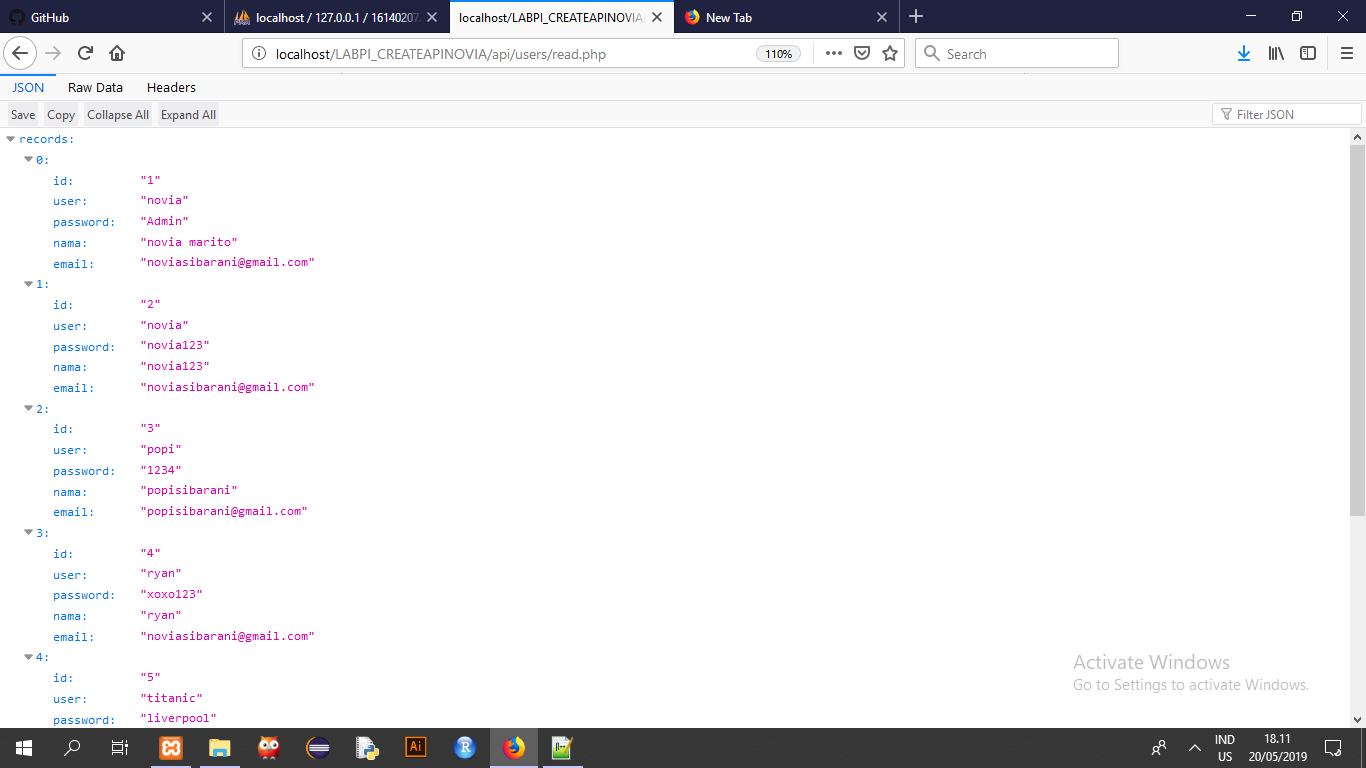 GitHub
localhost / 127.0.0.1 / 16140207
localhost/LABPI_CREATEAPINOVIA
New Tab
localhost/LABPI_CREATEAPINOVIA/api/users/read.php
110%
Search
JSON Raw Data Headers
Save Copy Collapse All Expand All
Filter JSON
records:
0:
id: "1"
user: "novia"
password: "Admin"
nama: "novia marito"
email: "noviasibarani@gmail.com"
1:
id: "2"
user: "novia"
password: "novia123"
nama: "novia123"
email: "noviasibarani@gmail.com"
2:
id: "3"
user: "popi"
password: "1234"
nama: "popisibarani"
email: "popisibarani@gmail.com"
3:
id: "4"
user: "ryan"
password: "xoxo123"
nama: "ryan"
email: "noviasibarani@gmail.com"
4:
id: "5"
user: "titanic"
password: "liverpool"
Activate Windows
Go to Settings to activate Windows.
Ai
R
IND
US
18.11
20/05/2019